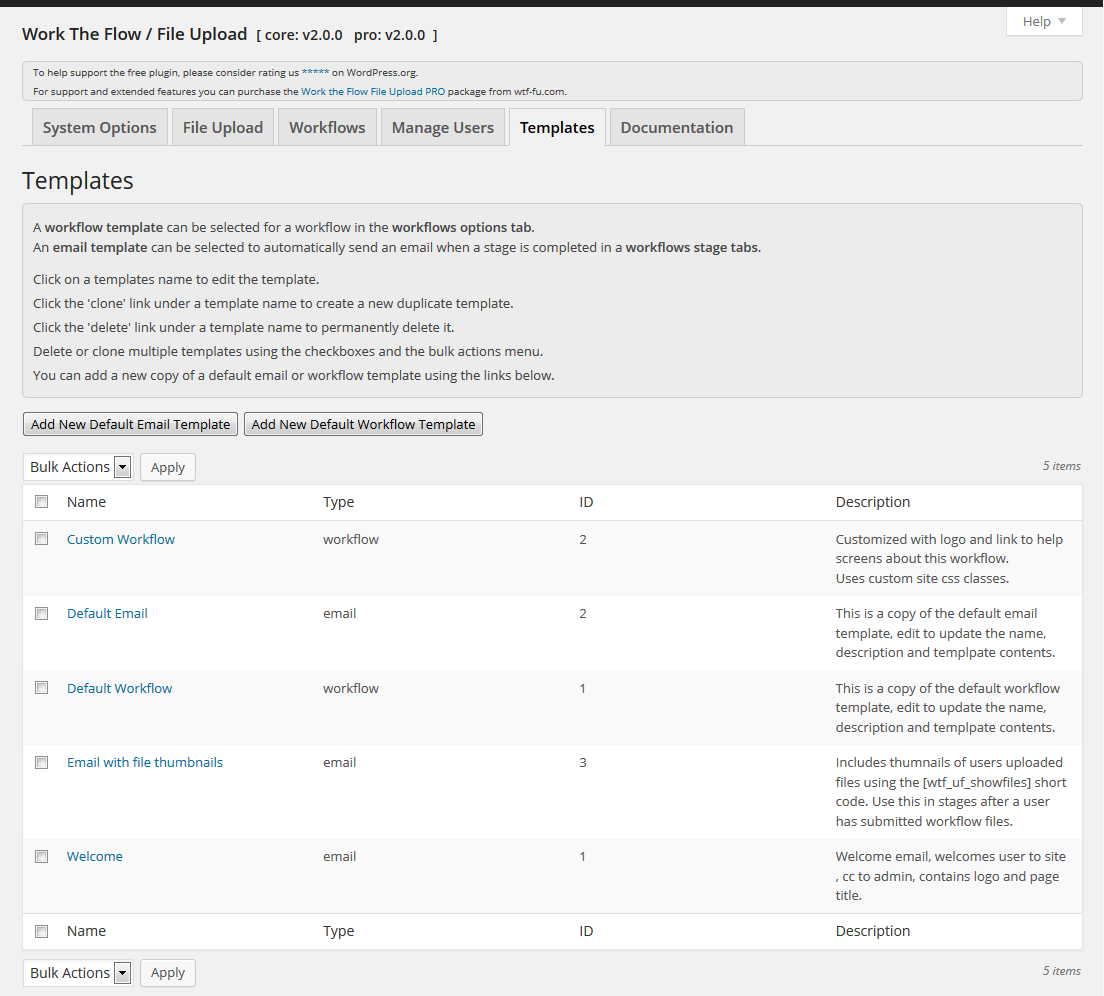 Help
Work The Flow / File Upload [ core: v2.0.0 pro: v2.0.0 ]
To help support the free plugin, please consider rating us ***** on WordPress.org.
For support and extended features you can purchase the Work the Flow File Upload PRO package from wtf-fu.com.
System Options File Upload Workflows Manage Users Templates Documentation
Templates
A workflow template can be selected for a workflow in the workflows options tab.
An email template can be selected to automatically send an email when a stage is completed in a workflows stage tabs.
Click on a templates name to edit the template.
Click the 'clone' link under a template name to create a new duplicate template.
Click the 'delete' link under a template name to permanently delete it.
Delete or clone multiple templates using the checkboxes and the bulk actions menu.
You can add a new copy of a default email or workflow template using the links below.
Add New Default Email Template Add New Default Workflow Template
Bulk Actions Apply 5 items
Name Type ID Description
Custom Workflow workflow 2 Customized with logo and link to help
screens about this workflow.
Uses custom site css classes.
Default Email email 2 This is a copy of the default email
template, edit to update the name,
description and templpate contents.
Default Workflow workflow 1 This is a copy of the default workflow
template, edit to update the name,
description and templpate contents.
Email with file thumbnails email 3 Includes thumnails of users uploaded
files using the [wtf_uf_showfiles] short
code. Use this in stages after a user
has submitted workflow files.
Welcome email 1 Welcome email, welcomes user to site
, cc to admin, contains logo and page
title.
Name Type ID Description
Bulk Actions Apply 5 items